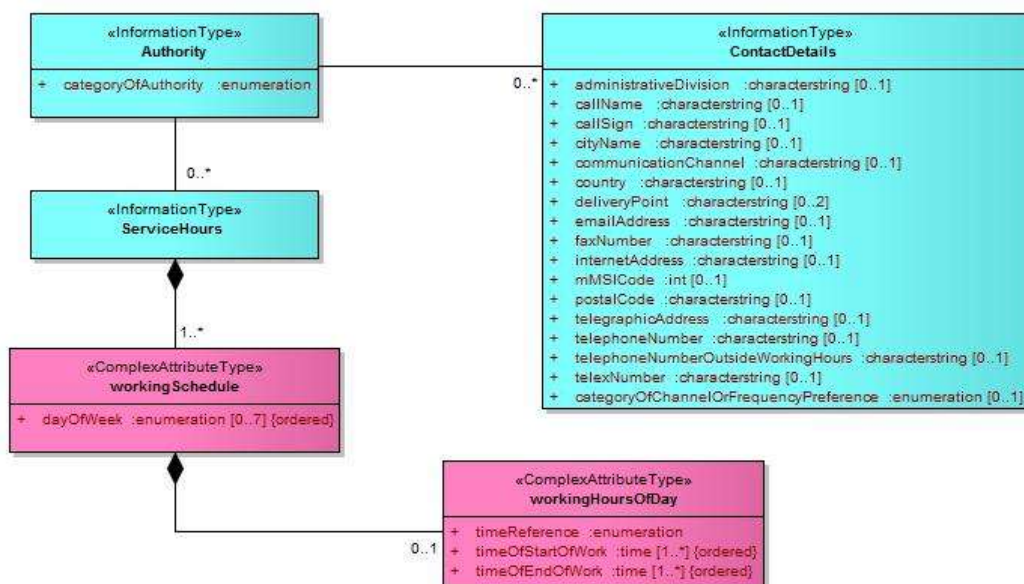 «InformationType»
Authority
+ categoryOfAuthority :enumeration
0..*
«InformationType»
ServiceHours
1..*
«ComplexAttributeType»
workingSchedule
+ dayOfWeek :enumeration [0..7] {ordered}
0..1
«ComplexAttributeType»
workingHoursOfDay
+ timeReference :enumeration
+ timeOfStartOfWork :time [1..*] {ordered}
+ timeOfEndOfWork :time [1..*] {ordered}
0..*
«InformationType»
ContactDetails
+ administrativeDivision :characterstring [0..1]
+ callName :characterstring [0..1]
+ callSign :characterstring [0..1]
+ cityName :characterstring [0..1]
+ communicationChannel :characterstring [0..1]
+ country :characterstring [0..1]
+ deliveryPoint :characterstring [0..2]
+ emailAddress :characterstring [0..1]
+ faxNumber :characterstring [0..1]
+ internetAddress :characterstring [0..1]
+ mMSICode :int [0..1]
+ postalCode :characterstring [0..1]
+ telegraphicAddress :characterstring [0..1]
+ telephoneNumber :characterstring [0..1]
+ telephoneNumberOutsideWorkingHours :characterstring [0..1]
+ telexNumber :characterstring [0..1]
+ categoryOfChannelOrFrequencyPreference :enumeration [0..1]